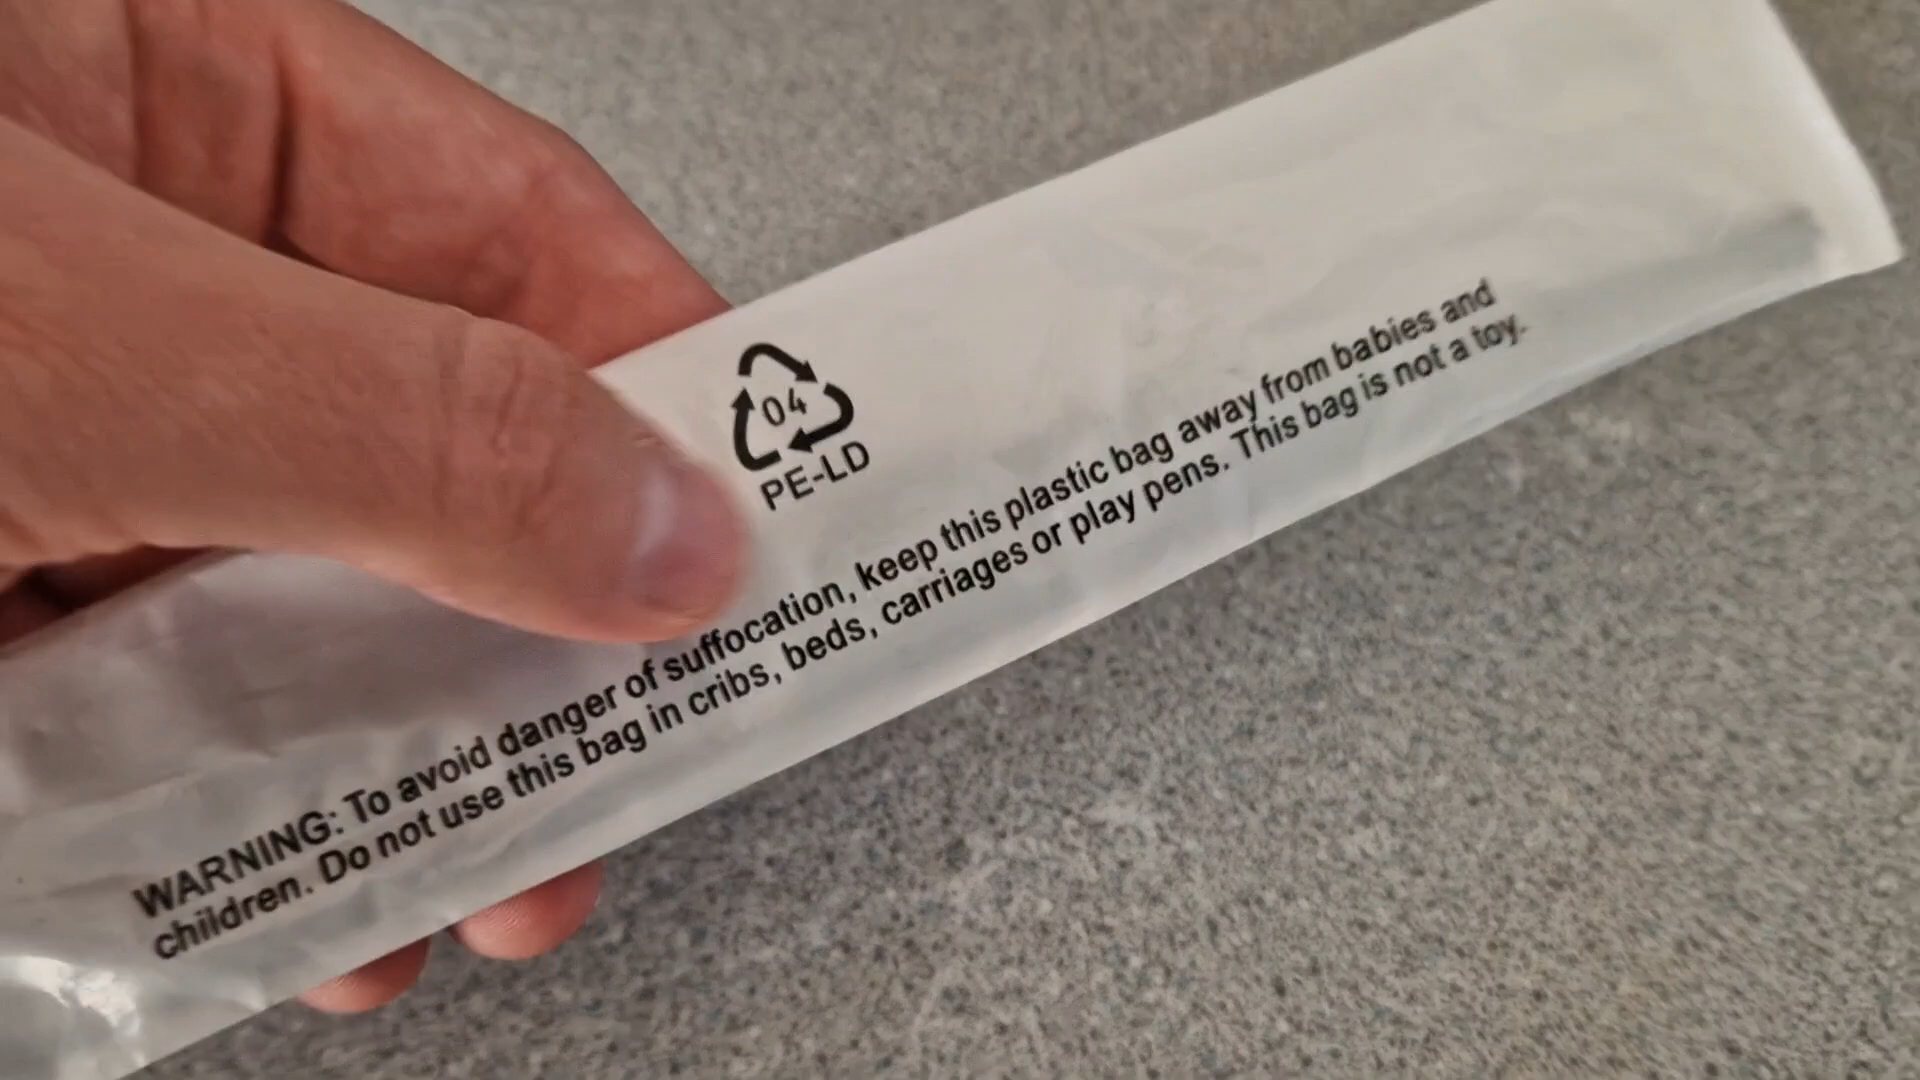 04
PE-LD
WARNING: To avoid danger of suffocation, keep this plastic bag away from babies and
children. Do not use this bag in cribs, beds, carriages or play pens. This bag is not a toy.